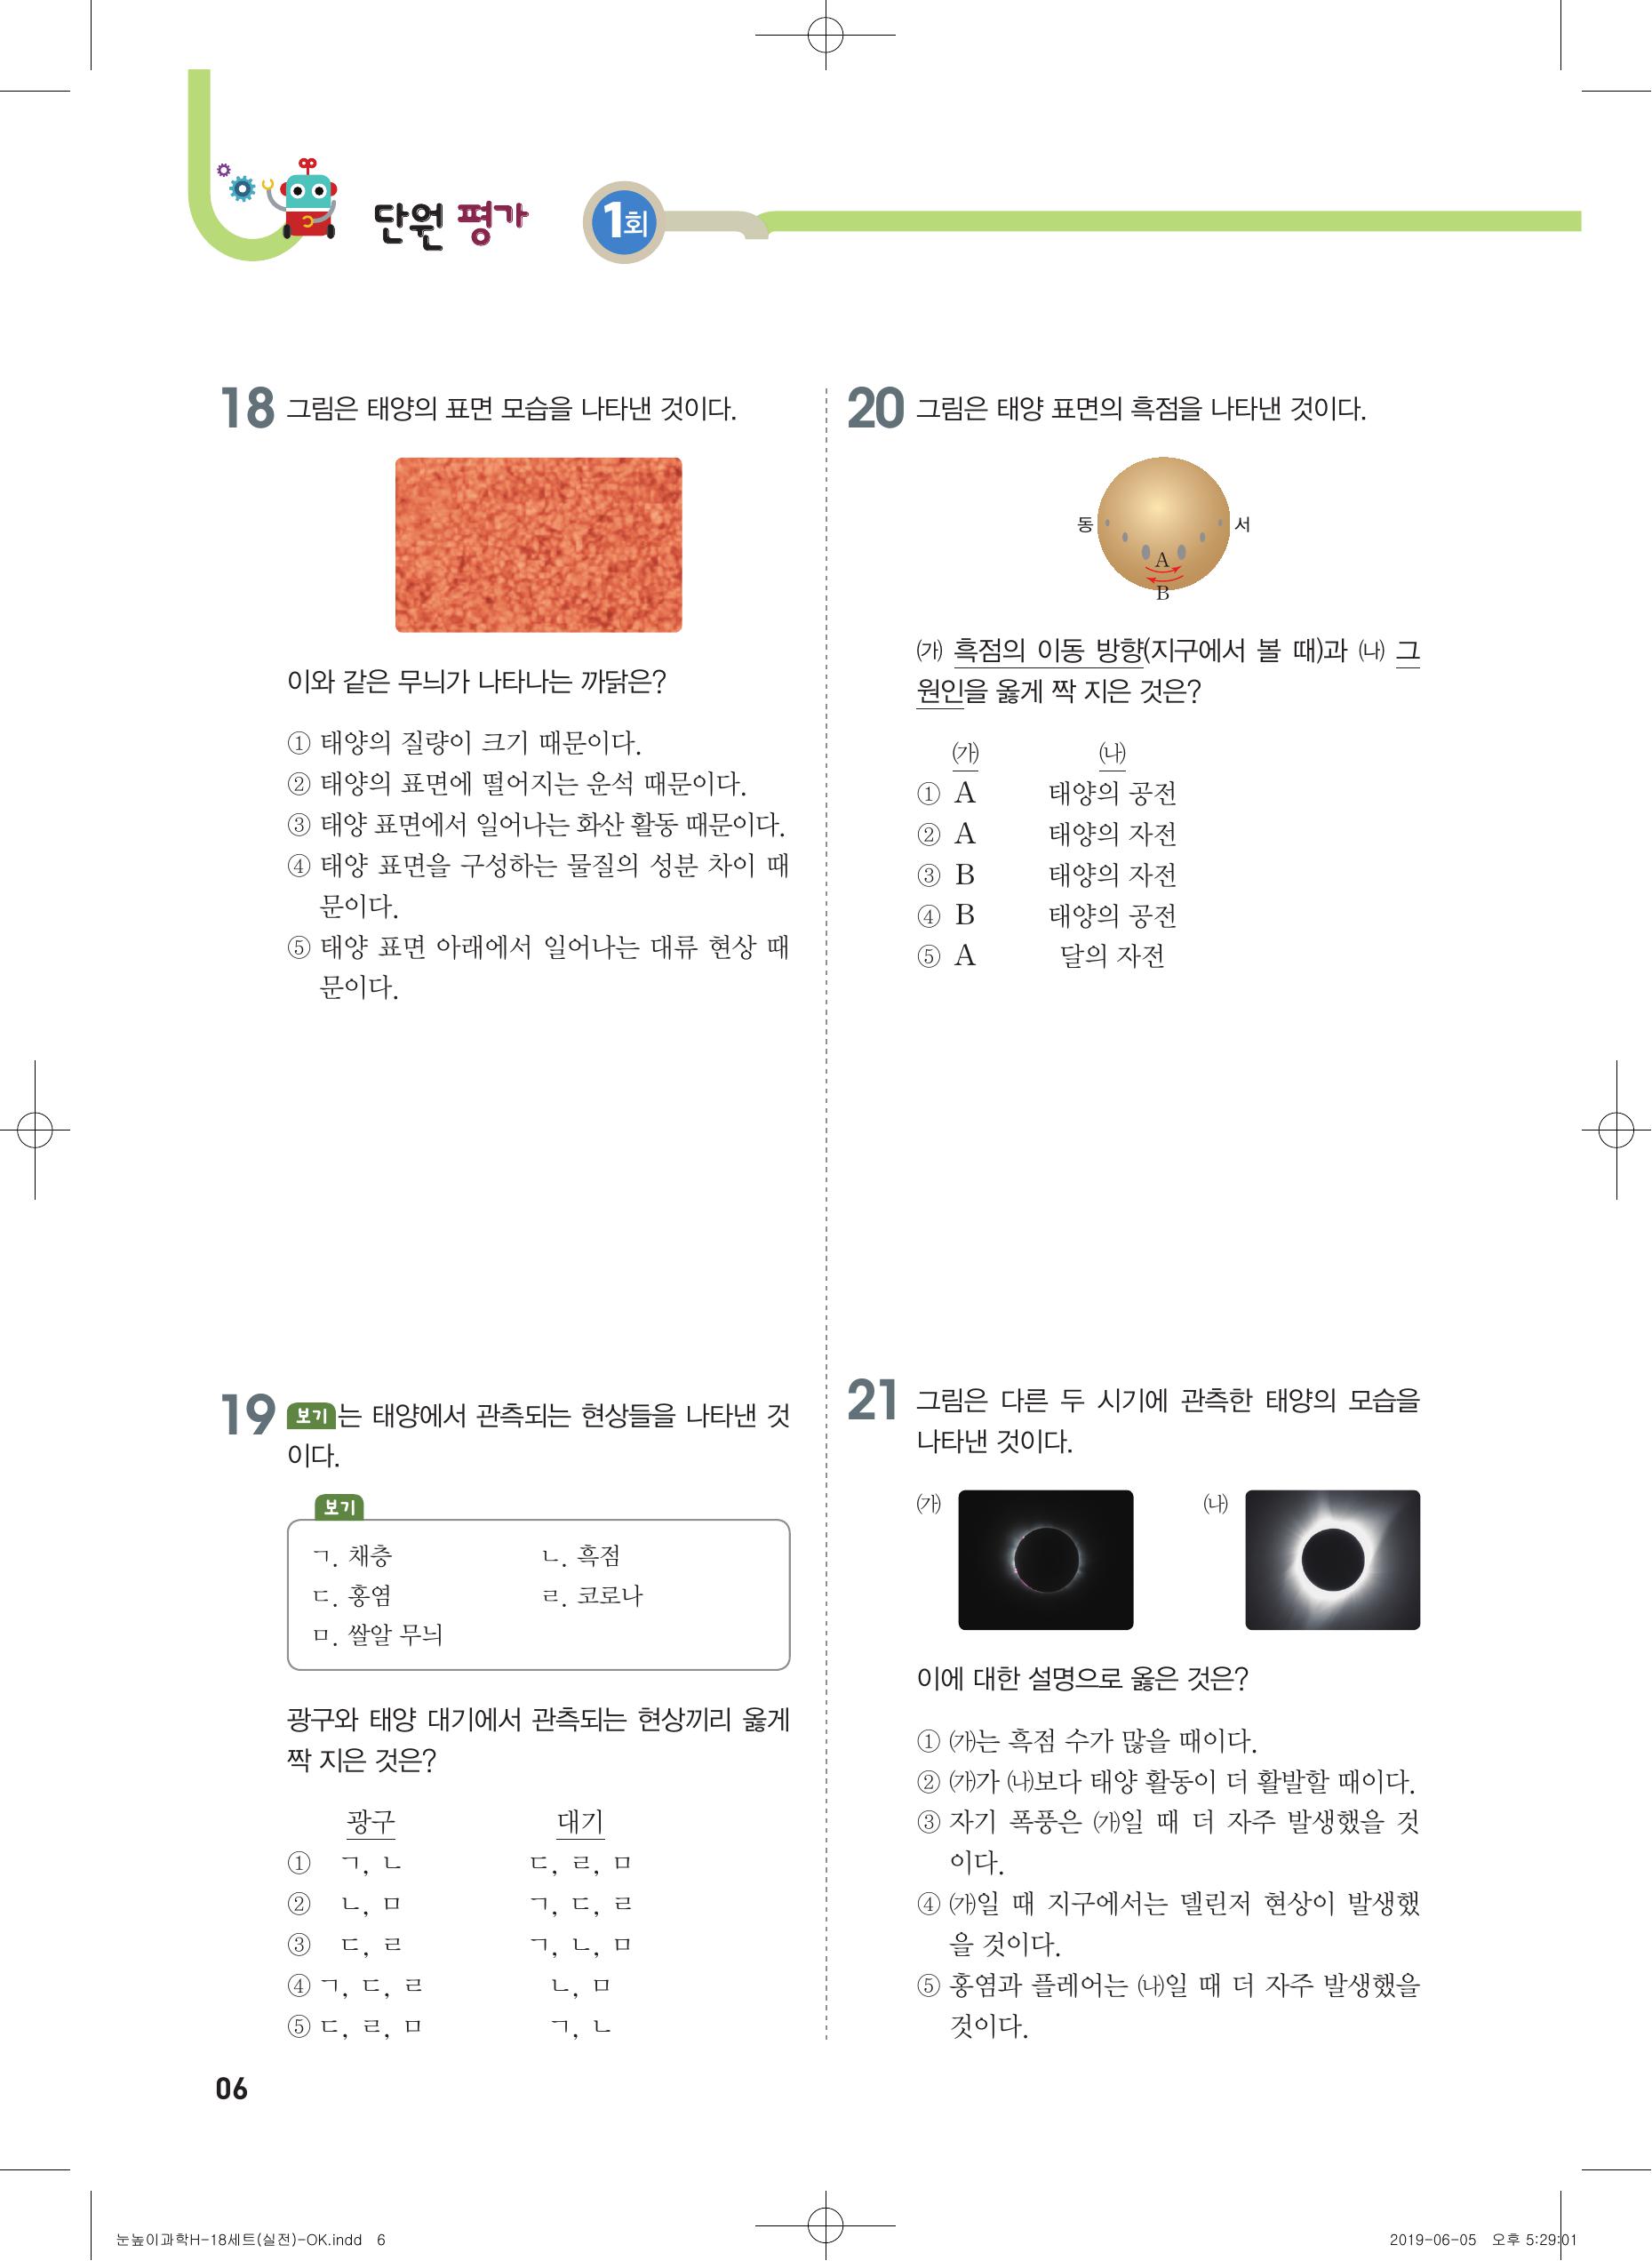 단원 평가 1회
18 그림은 태양의 표면 모습을 나타낸 것이다.
이와 같은 무늬가 나타나는 까닭은?
① 태양의 질량이 크기 때문이다.
② 태양의 표면에 떨어지는 운석 때문이다.
③ 태양 표면에서 일어나는 화산 활동 때문이다.
④ 태양 표면을 구성하는 물질의 성분 차이 때
문이다.
⑤ 태양 표면 아래에서 일어나는 대류 현상 때
문이다.
19 보기는 태양에서 관측되는 현상들을 나타낸 것
이다.
보기
ㄱ. 채층 ㄴ. 흑점
ㄷ. 홍염 ㄹ. 코로나
ㅁ. 쌀알 무늬
광구와 태양 대기에서 관측되는 현상끼리 옳게
짝 지은 것은?
광구 대기
① ㄱ, ㄴ ㄷ, ㄹ, ㅁ
② ㄴ, ㅁ ㄱ, ㄷ, ㄹ
③ ㄷ, ㄹ ㄱ, ㄴ, ㅁ
④ ㄱ, ㄷ, ㄹ ㄴ, ㅁ
⑤ ㄷ, ㄹ, ㅁ ㄱ, ㄴ
20 그림은 태양 표면의 흑점을 나타낸 것이다.
동 서
A
B
㈎ 흑점의 이동 방향(지구에서 볼 때)과 ㈏ 그
원인을 옳게 짝 지은 것은?
㈎ ㈏
① A 태양의 공전
② A 태양의 자전
③ B 태양의 자전
④ B 태양의 공전
⑤ A 달의 자전
21 그림은 다른 두 시기에 관측한 태양의 모습을
나타낸 것이다.
㈎ ㈏
이에 대한 설명으로 옳은 것은?
① ㈎는 흑점 수가 많을 때이다.
② ㈎가 ㈏보다 태양 활동이 더 활발할 때이다.
③ 자기 폭풍은 ㈎일 때 더 자주 발생했을 것
이다.
④ ㈎일 때 지구에서는 델린저 현상이 발생했
을 것이다.
⑤ 홍염과 플레어는 ㈏일 때 더 자주 발생했을
것이다.
06
눈높이과학H-18세트(실전)-OK.indd 6
2019-06-05 오후 5:29:01